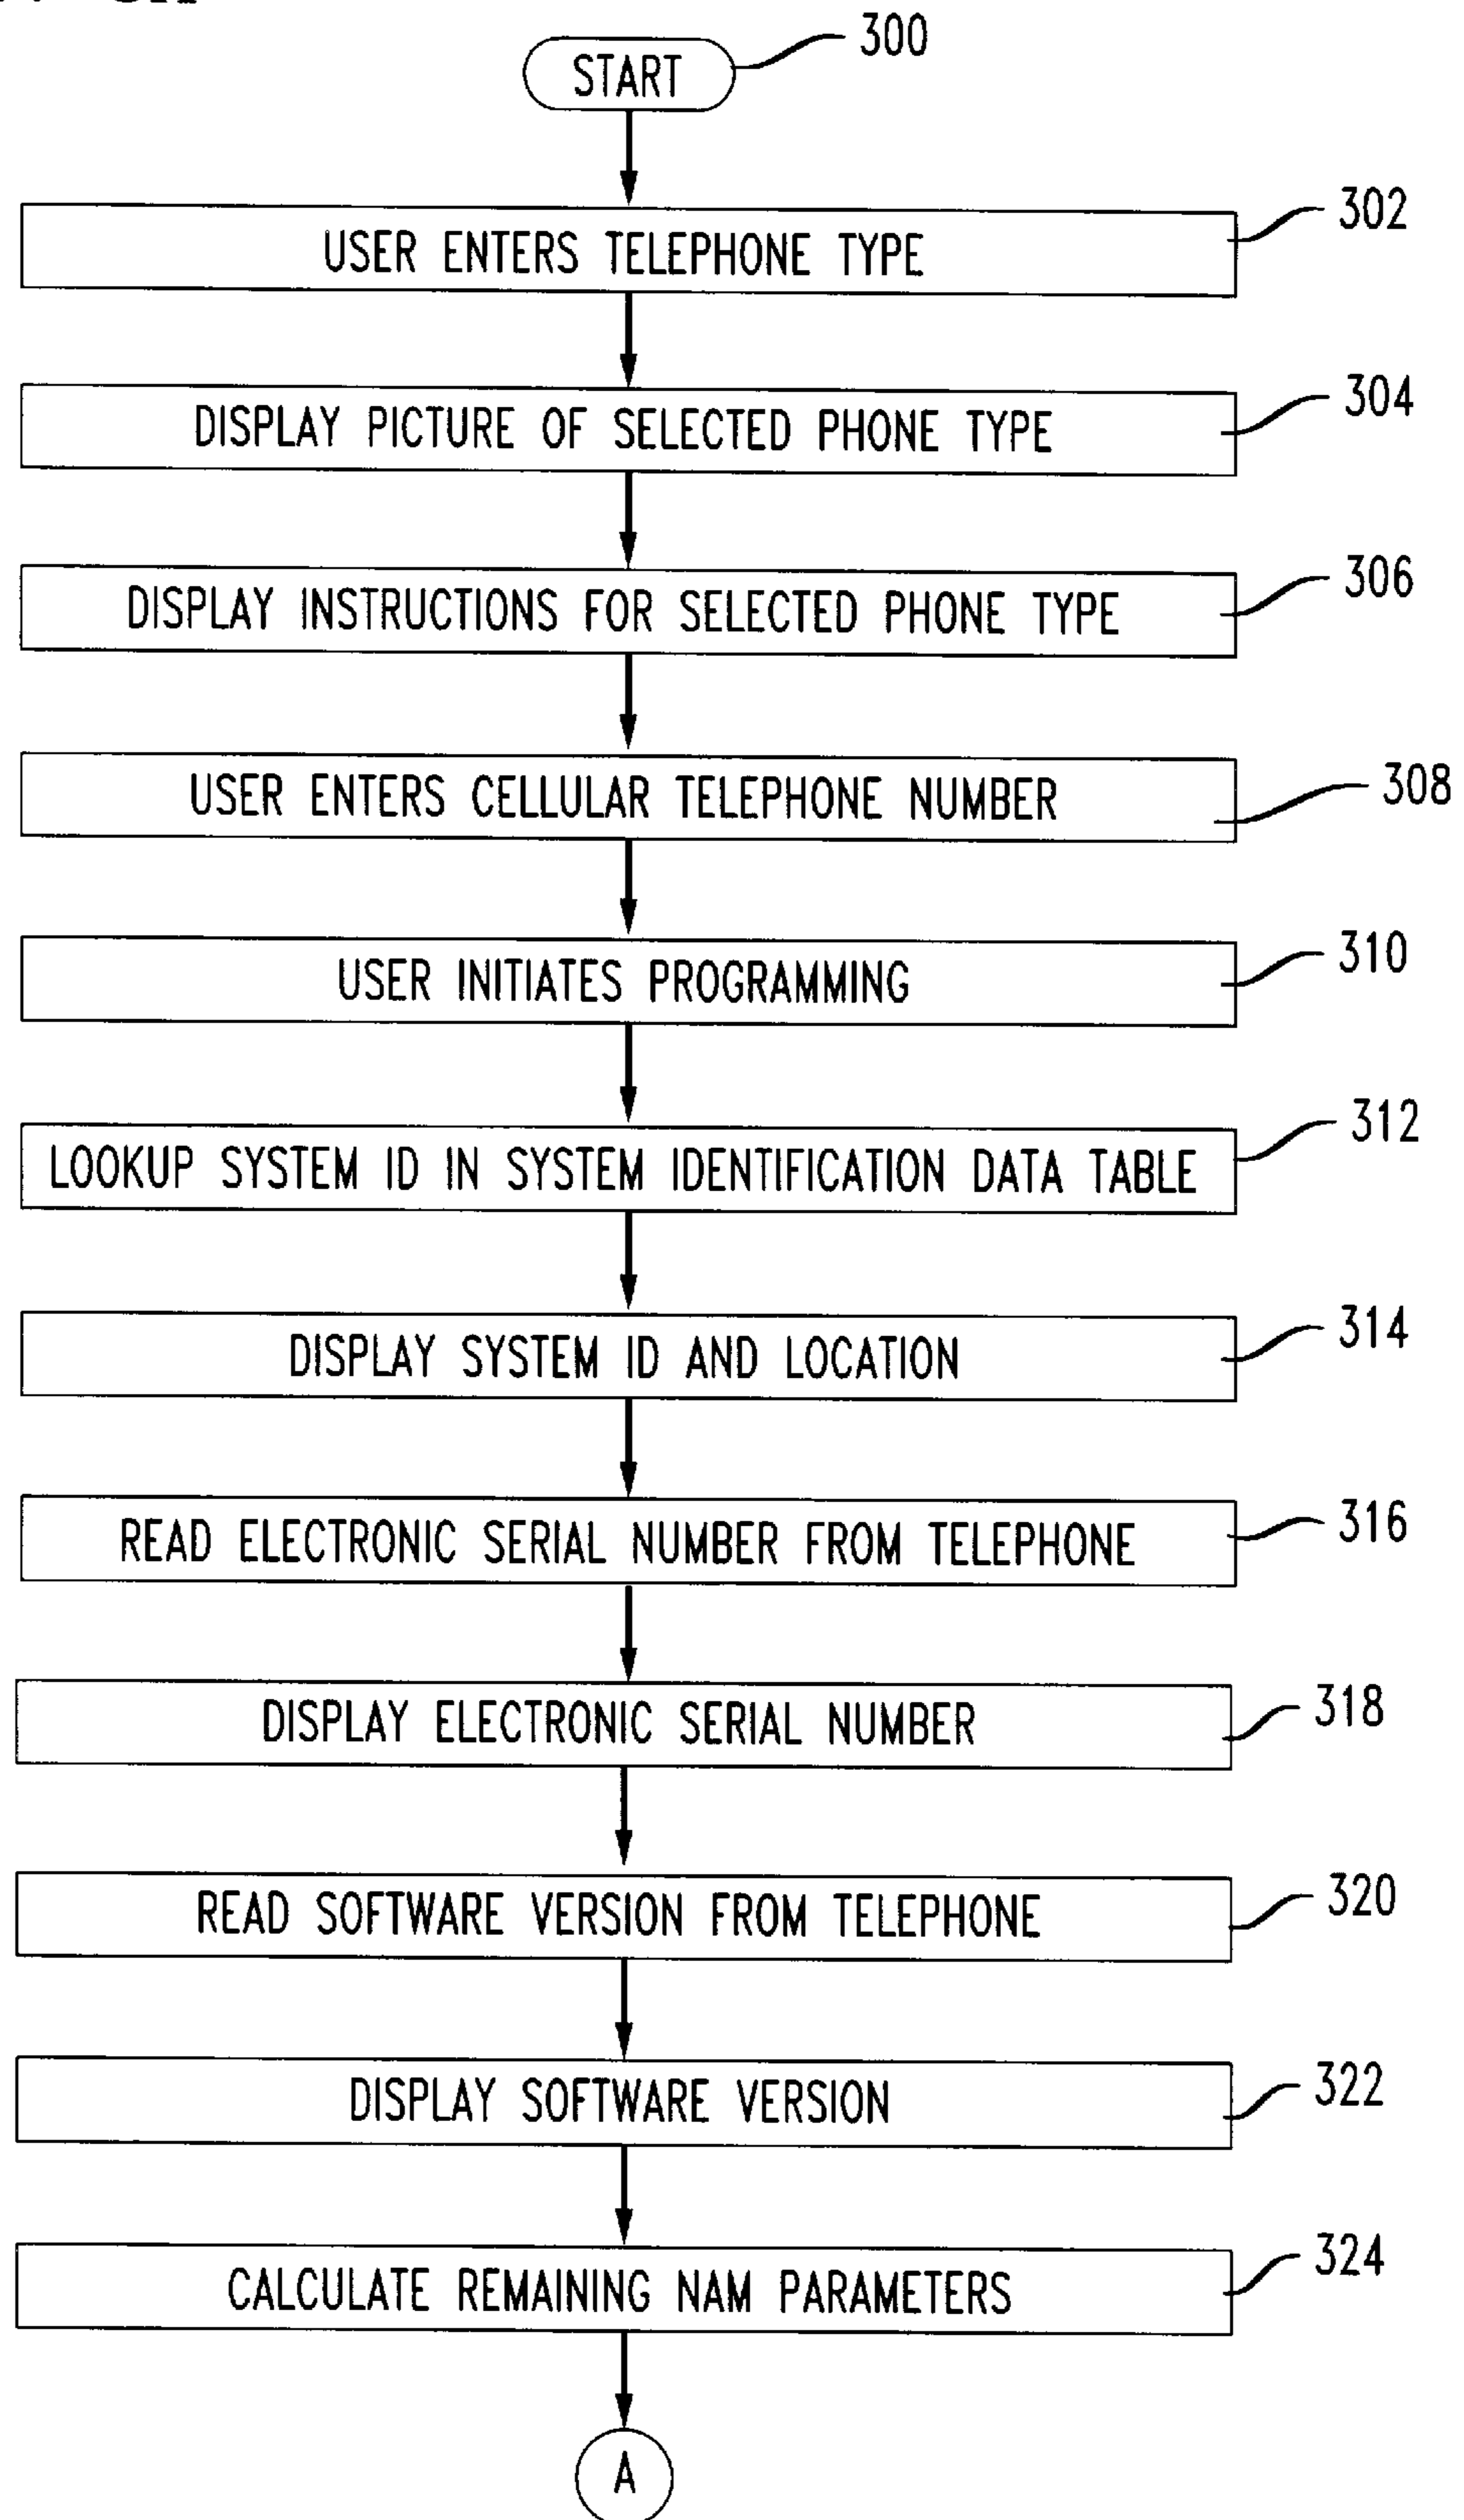 300
START
302
USER ENTERS TELEPHONE TYPE
304
DISPLAY PICTURE OF SELECTED PHONE TYPE
306
DISPLAY INSTRUCTIONS FOR SELECTED PHONE TYPE
308
USER ENTERS CELLULAR TELEPHONE NUMBER
310
USER INITIATES PROGRAMMING
312
LOOKUP SYSTEM ID IN SYSTEM IDENTIFICATION DATA TABLE
314
DISPLAY SYSTEM ID AND LOCATION
316
READ ELECTRONIC SERIAL NUMBER FROM TELEPHONE
318
DISPLAY ELECTRONIC SERIAL NUMBER
320
READ SOFTWARE VERSION FROM TELEPHONE
322
DISPLAY SOFTWARE VERSION
324
CALCULATE REMAINING NAM PARAMETERS
A